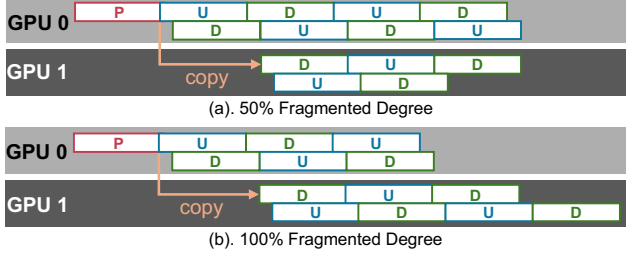 GPU 0 P U D U D
D U D U
GPU 1 D U D
copy U D
(a). 50% Fragmented Degree
GPU 0 P U D U
D U D
GPU 1 D U D
copy U D U D
(b). 100% Fragmented Degree